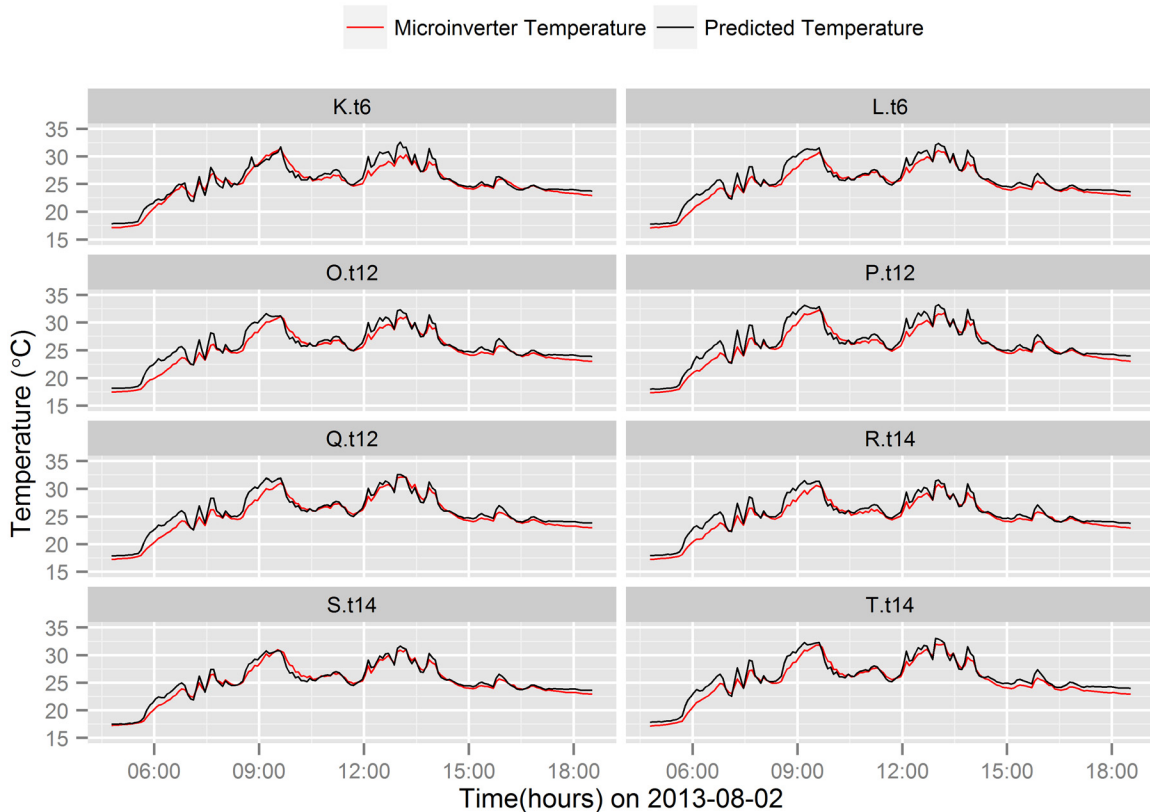 Microinverter Temperature Predicted Temperature
K.t6 L.t6
35
30
25
20
15
O.t12 P.t12
35
30
25
20
15
Q.t12 R.t14
35
30
25
20
15
S.t14 T.t14
35
30
25
20
15
Temperature (°C)
06:00 09:00 12:00 15:00 18:00 06:00 09:00 12:00 15:00 18:00
Time(hours) on 2013-08-02